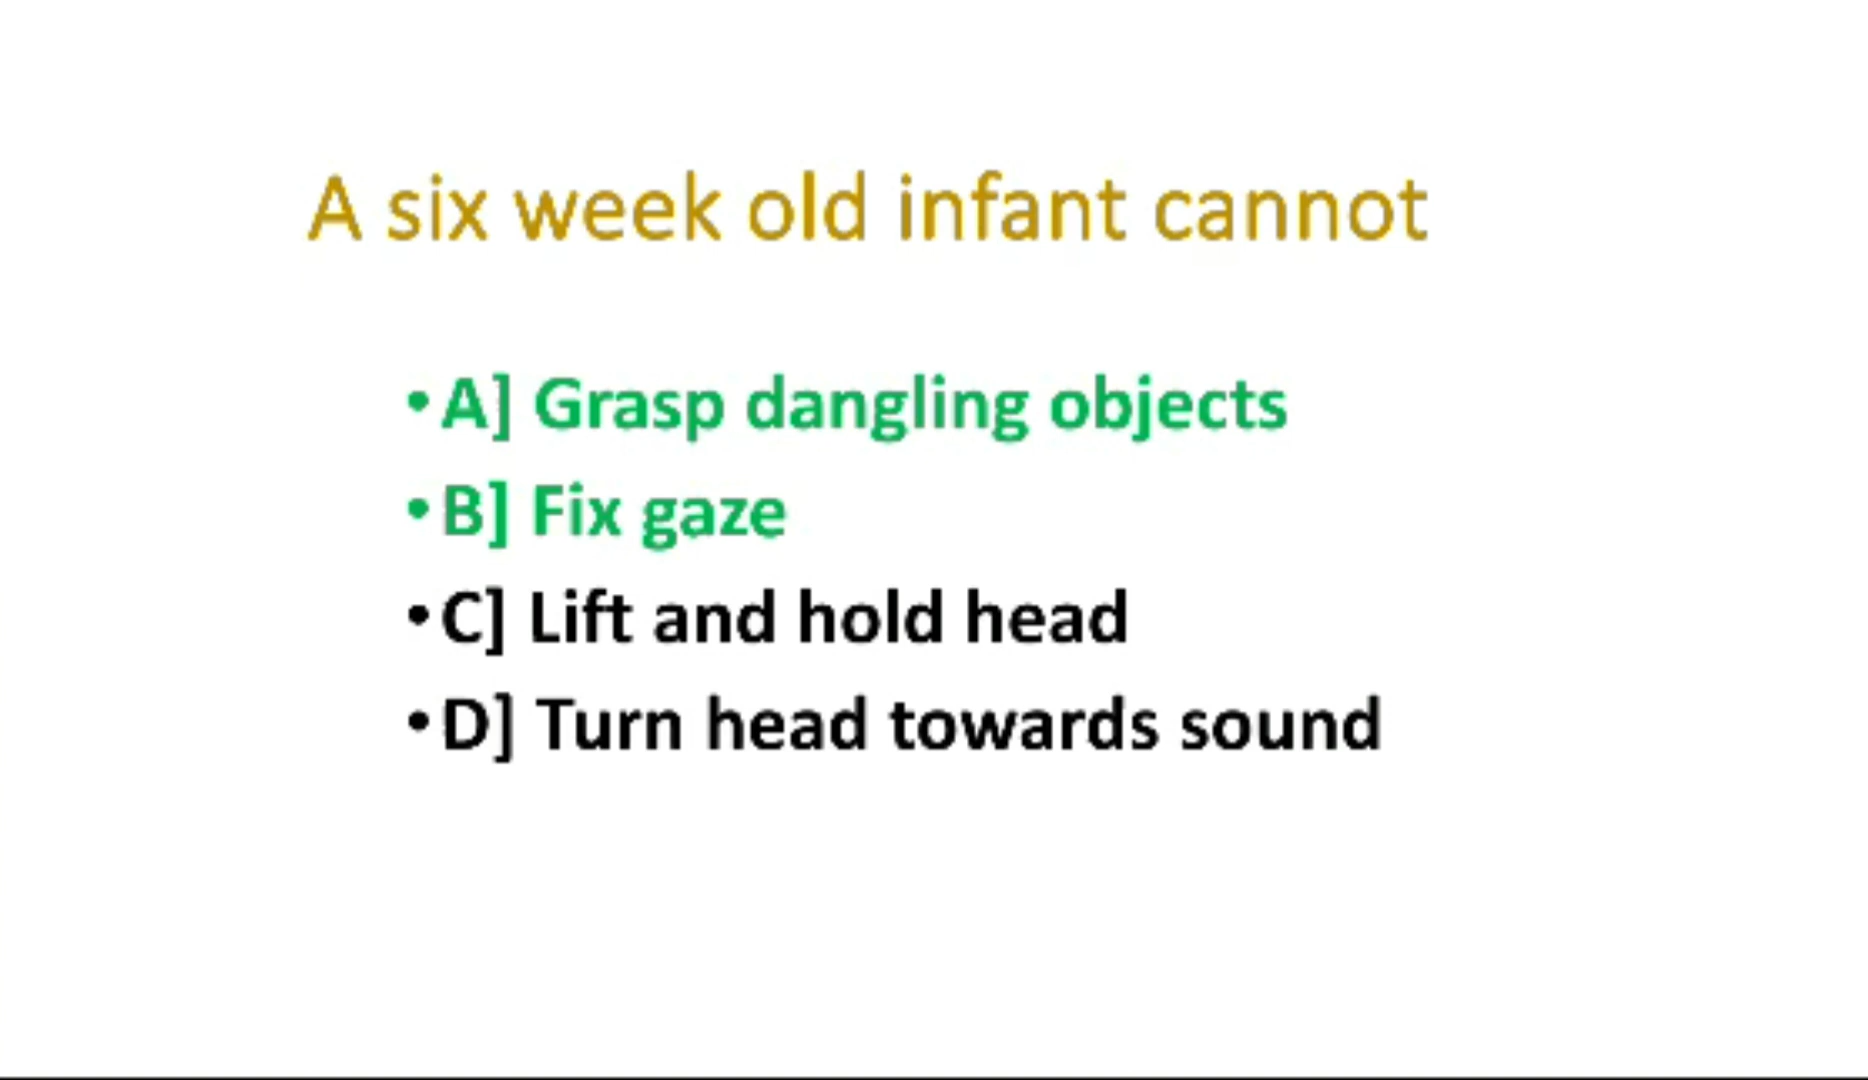 A six week old infant cannot
•A] Grasp dangling objects
•B] Fix gaze
•C] Lift and hold head
•D] Turn head towards sound